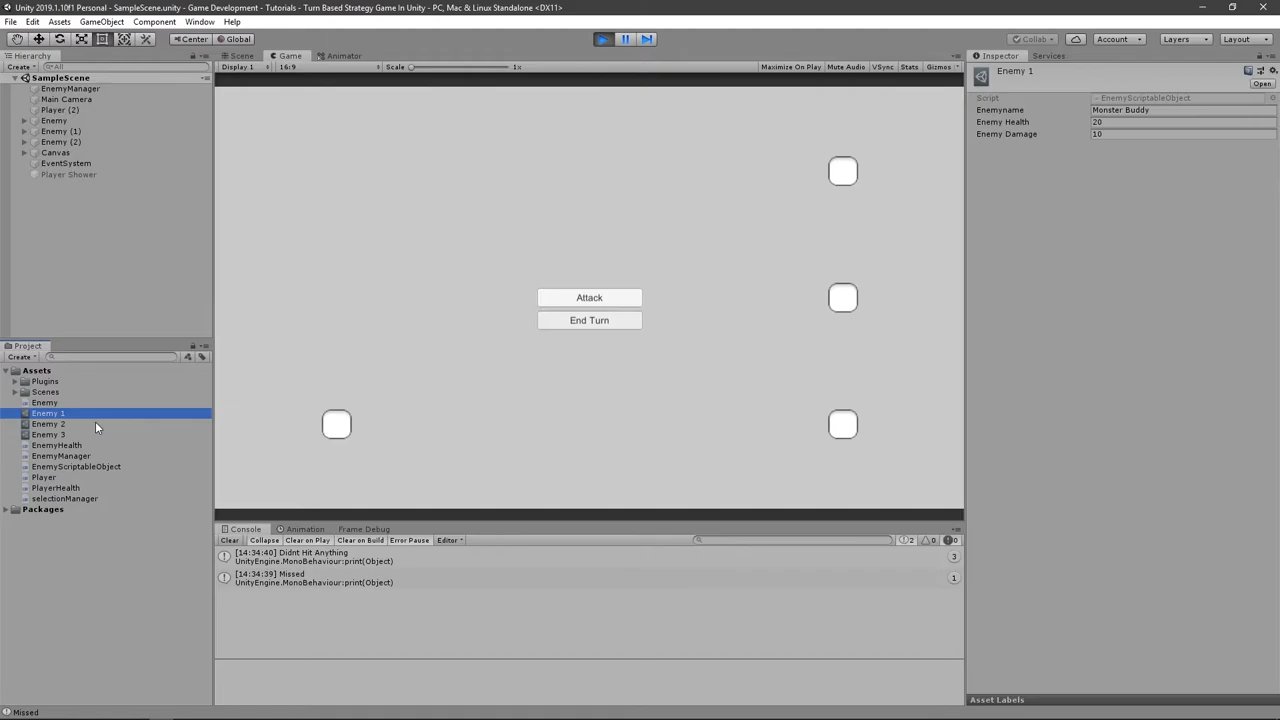 Unity 2019.1.10f1 Personal - SampleScene.unity - Game Development - Tutorials - Turn Based Strategy Game In Unity - PC, Mac & Linux Standalone <DX11>
File Edit Assets GameObject Component Window Help
Center Global
Collab Account Layers Layout
Hierarchy
Create All
SampleScene
EnemyManager
Main Camera
Player (2)
Enemy
Enemy (1)
Enemy (2)
Canvas
EventSystem
Player Shower
Scene Game Animator
Display 1 16:9 Scale 1x Maximize On Play Mute Audio VSync Stats Gizmos
Attack
End Turn
Inspector Services
Enemy 1
Open
Script EnemyScriptableObject
Enemyname Monster Buddy
Enemy Health 20
Enemy Damage 10
Project
Create
Assets
Plugins
Scenes
Enemy
Enemy 1
Enemy 2
Enemy 3
EnemyHealth
EnemyManager
EnemyScriptableObject
Player
PlayerHealth
selectionManager
Packages
Console Animation Frame Debug
Clear Collapse Clear on Play Clear on Build Error Pause Editor 2 0 0
[14:34:40] Didnt Hit Anything
UnityEngine.MonoBehaviour:print(Object)
3
[14:34:39] Missed
UnityEngine.MonoBehaviour:print(Object)
1
Asset Labels
Missed